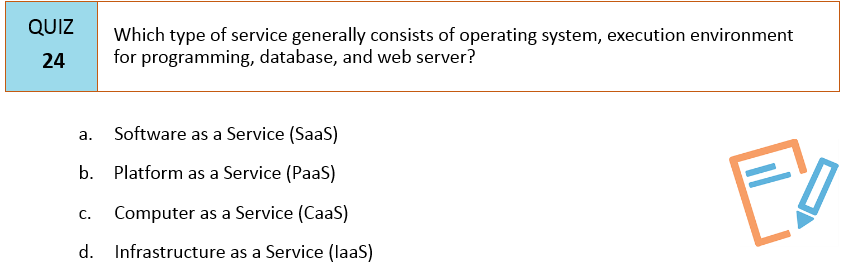 QUIZ
24
Which type of service generally consists of operating system, execution environment
for programming, database, and web server?
a. Software as a Service (SaaS)
b. Platform as a Service (PaaS)
c. Computer as a Service (CaaS)
d. Infrastructure as a Service (IaaS)